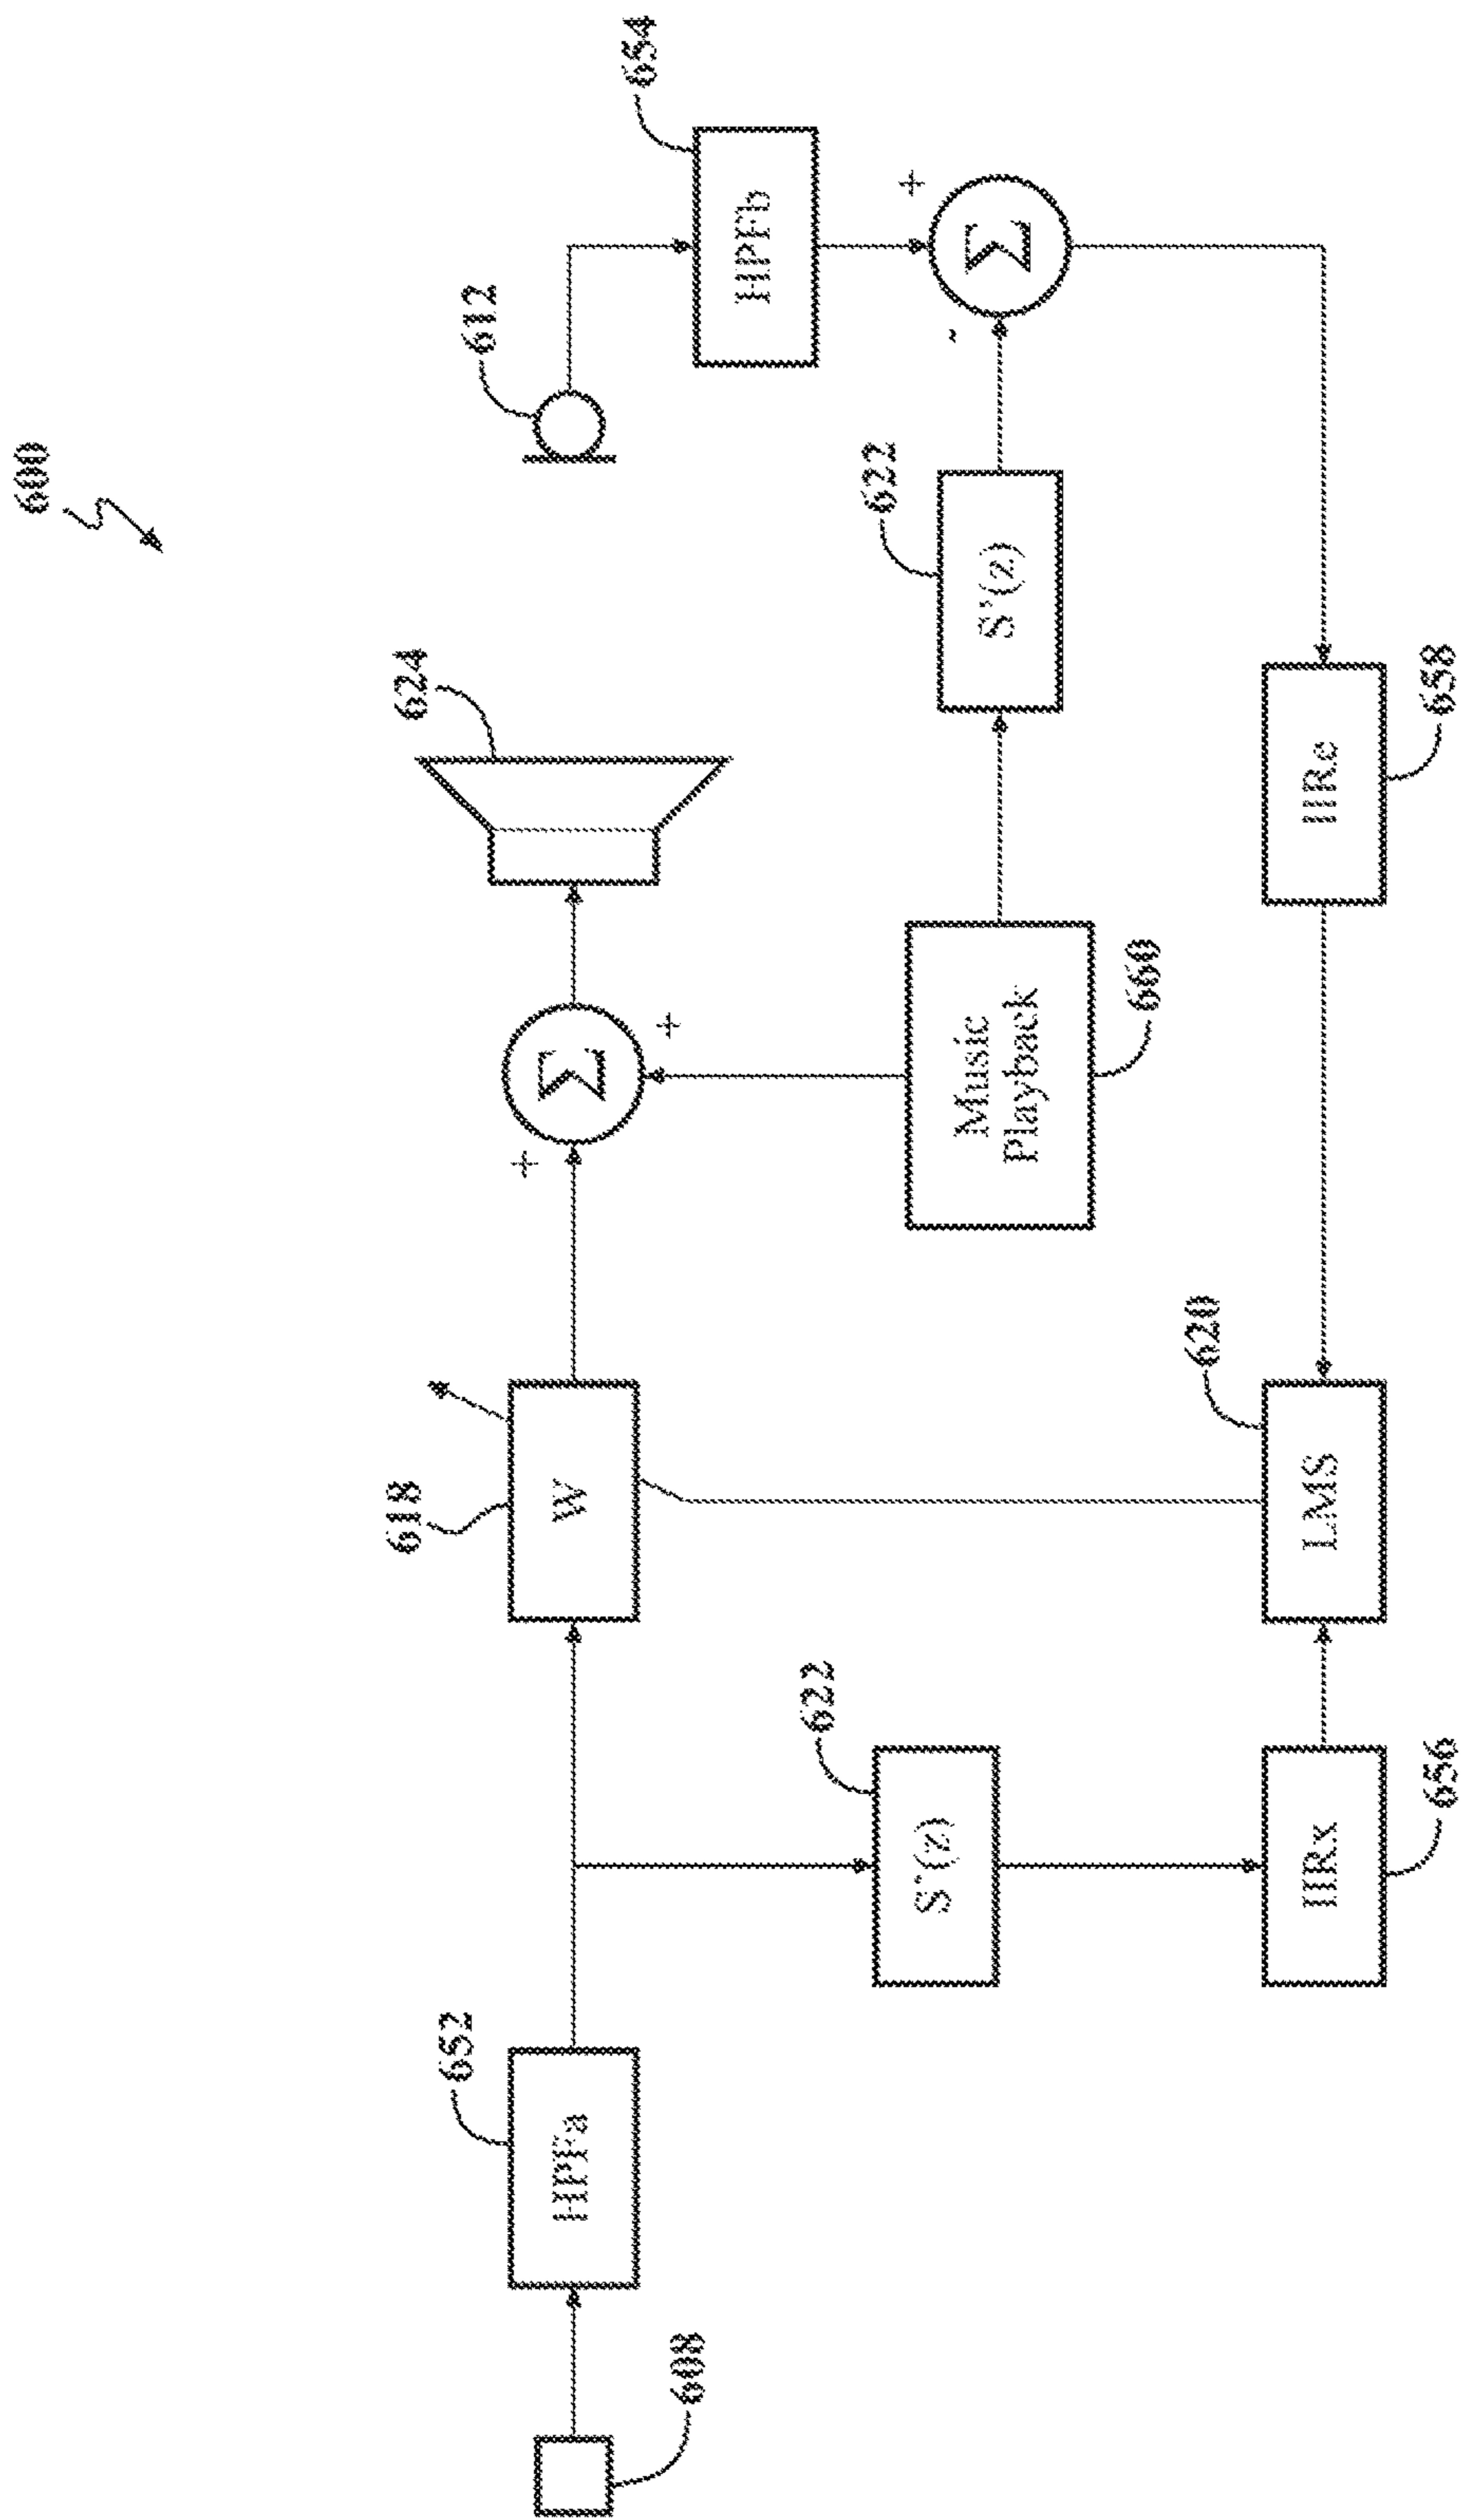 600
612
654
HPFb
+
Σ
-
622
S'(z)
624
Σ
+
+
Music
Playback
660
IIRe
658
618
W
620
LMS
652
HPFa
622
S'(z)
IIRx
656
608